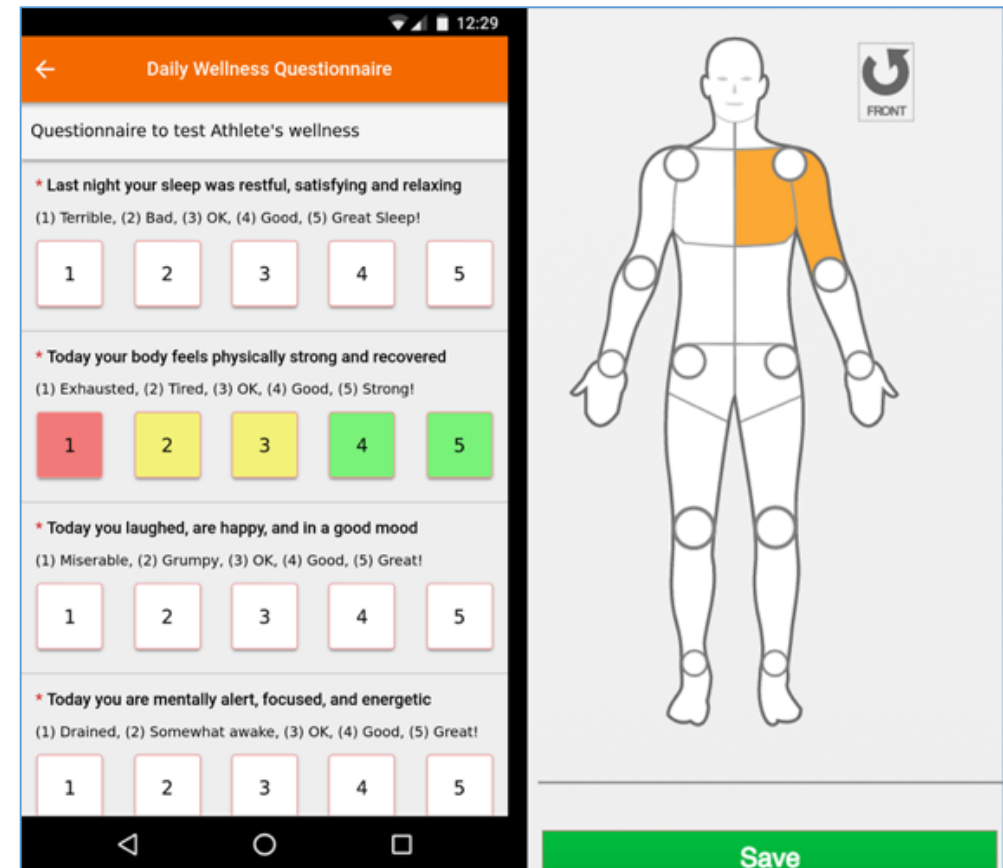 12:29
Daily Wellness Questionnaire
Questionnaire to test Athlete's wellness
* Last night your sleep was restful, satisfying and relaxing
(1) Terrible, (2) Bad, (3) OK, (4) Good, (5) Great Sleep!
1 2 3 4 5
* Today your body feels physically strong and recovered
(1) Exhausted, (2) Tired, (3) OK, (4) Good, (5) Strong!
1 2 3 4 5
* Today you laughed, are happy, and in a good mood
(1) Miserable, (2) Grumpy, (3) OK, (4) Good, (5) Great!
1 2 3 4 5
* Today you are mentally alert, focused, and energetic
(1) Drained, (2) Somewhat awake, (3) OK, (4) Good, (5) Great!
1 2 3 4 5
FRONT
Save